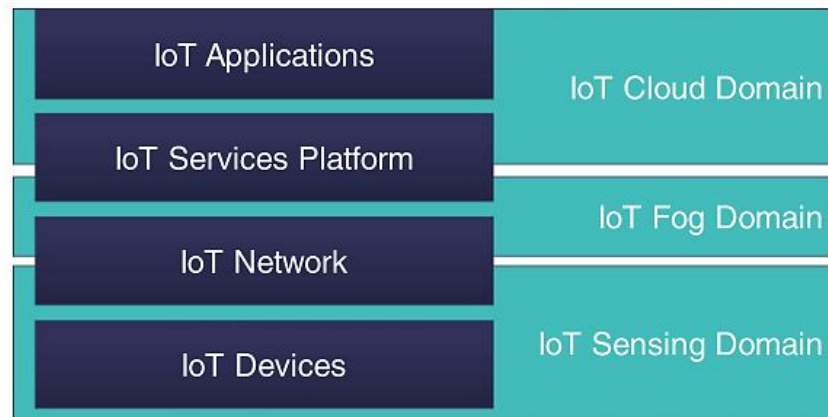 IoT Applications
IoT Cloud Domain
IoT Services Platform
IoT Fog Domain
IoT Network
IoT Sensing Domain
IoT Devices